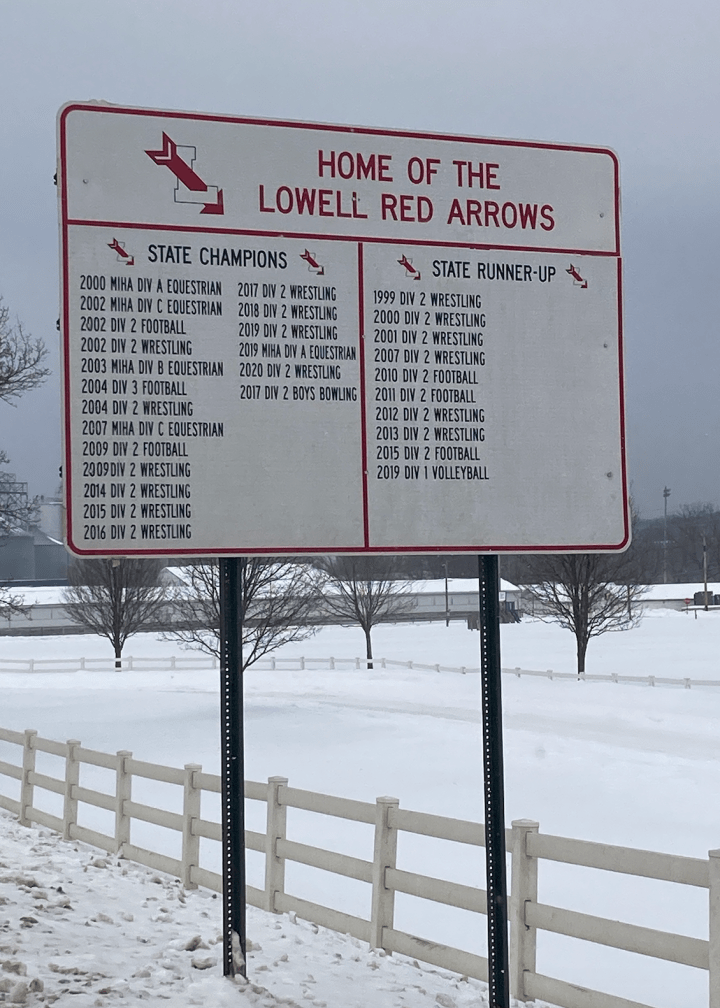 HOME OF THE
LOWELL RED ARROWS
STATE CHAMPIONS
2000 MIHA DIV A EQUESTRIAN
2002 MIHA DIV C EQUESTRIAN
2002 DIV 2 FOOTBALL
2002 DIV 2 WRESTLING
2003 MIHA DIV B EQUESTRIAN
2004 DIV 3 FOOTBALL
2004 DIV 2 WRESTLING
2007 MIHA DIV C EQUESTRIAN
2009 DIV 2 FOOTBALL
2009 DIV 2 WRESTLING
2014 DIV 2 WRESTLING
2015 DIV 2 WRESTLING
2016 DIV 2 WRESTLING
2017 DIV 2 WRESTLING
2018 DIV 2 WRESTLING
2019 DIV 2 WRESTLING
2019 MIHA DIV A EQUESTRIAN
2020 DIV 2 WRESTLING
2017 DIV 2 BOYS BOWLING
STATE RUNNER-UP
1999 DIV 2 WRESTLING
2000 DIV 2 WRESTLING
2001 DIV 2 WRESTLING
2007 DIV 2 WRESTLING
2010 DIV 2 FOOTBALL
2011 DIV 2 FOOTBALL
2012 DIV 2 WRESTLING
2013 DIV 2 WRESTLING
2015 DIV 2 FOOTBALL
2019 DIV 1 VOLLEYBALL